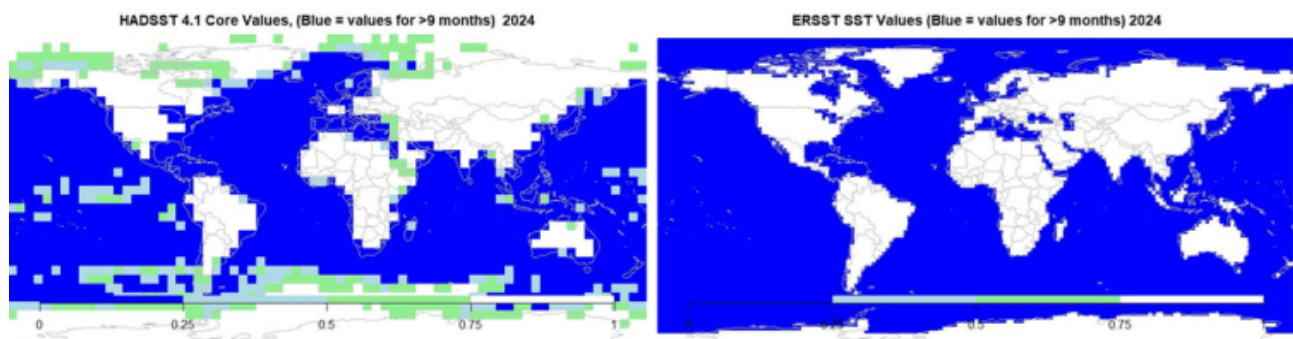 HADSST 4.1 Core Values, (Blue = values for >9 months) 2024
0 0.25 0.5 0.75 1
ERSST SST Values (Blue = values for >9 months) 2024
0.5 0.75